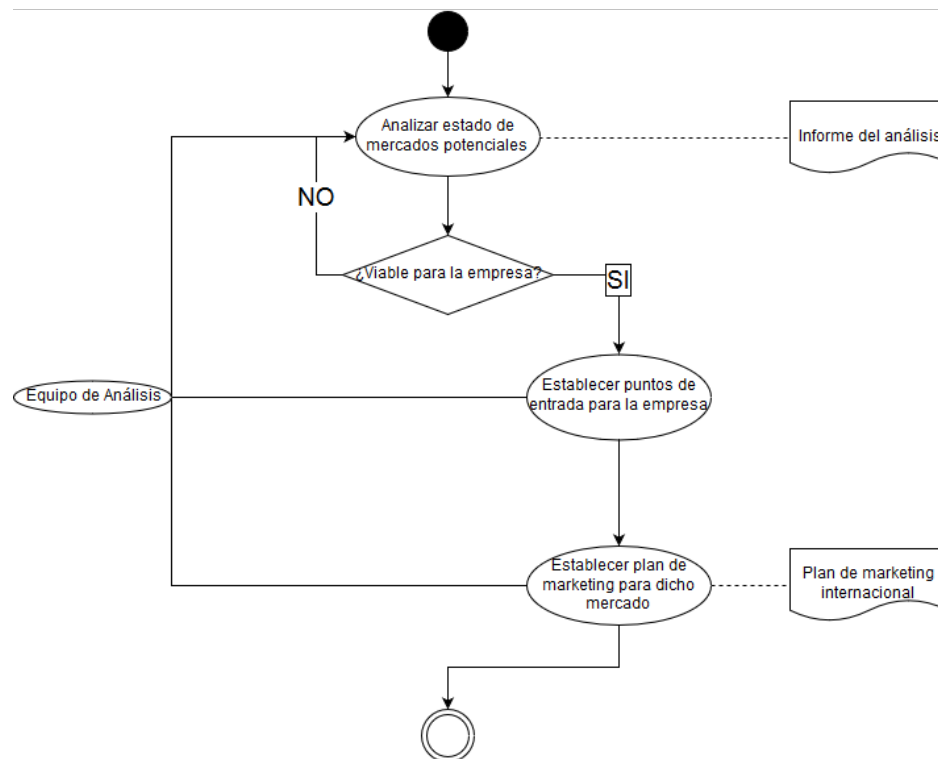 Analizar estado de
mercados potenciales
Informe del análisis
NO
¿Viable para la empresa?
SI
Equipo de Análisis
Establecer puntos de
entrada para la empresa
Establecer plan de
marketing para dicho
mercado
Plan de marketing
internacional